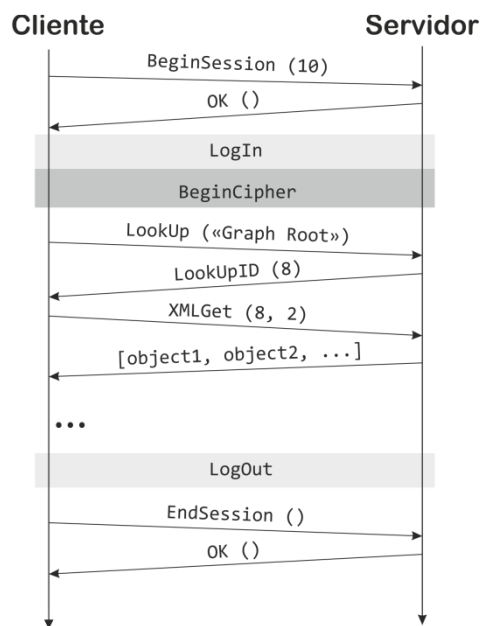 Cliente Servidor
BeginSession (10)
OK ()
LogIn
BeginCipher
LookUp («Graph Root»)
LookUpID (8)
XMLGet (8, 2)
[object1, object2, ...]
...
LogOut
EndSession ()
OK ()